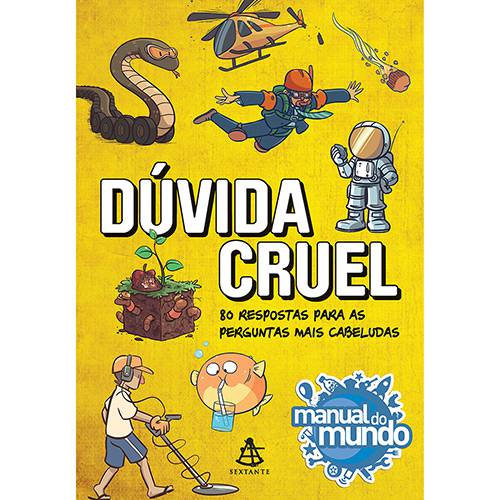 DÚVIDA
CRUEL
80 RESPOSTAS PARA AS
PERGUNTAS MAIS CABELUDAS
manual do
mundo
SEXTANTE